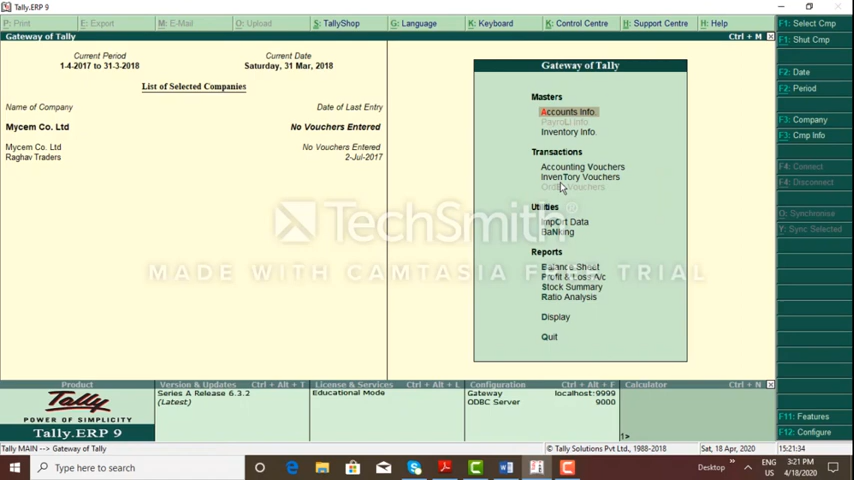 Tally.ERP 9
P: Print
E: Export
M: E-Mail
O: Upload
S: TallyShop
G: Language
K: Keyboard
K: Control Centre
H: Support Centre
H: Help
F1: Select Cmp
Gateway of Tally
Ctrl + M
F1: Shut Cmp
Current Period
1-4-2017 to 31-3-2018
Current Date
Saturday, 31 Mar, 2018
List of Selected Companies
Name of Company
Date of Last Entry
Mycem Co. Ltd
No Vouchers Entered
Mycem Co. Ltd
No Vouchers Entered
Raghav Traders
2-Jul-2017
Gateway of Tally
Masters
Accounts Info.
Payroll Info.
Inventory Info.
Transactions
Accounting Vouchers
InvenTory Vouchers
Order Vouchers
Utilities
ImpOrt Data
BaNking
Reports
Balance Sheet
Profit & Loss A/c
Stock Summary
Ratio Analysis
Display
Quit
F2: Date
F2: Period
F3: Company
F3: Cmp Info
F4: Connect
F4: Disconnect
O: Synchronise
Y: Sync Selected
F11: Features
F12: Configure
TechSmith®
MADE WITH CAMTASIA FREE TRIAL
Product
Tally
POWER OF SIMPLICITY
Tally.ERP 9
Version & Updates Ctrl + Alt + T
Series A Release 6.3.2
(Latest)
License & Services Ctrl + Alt + L
Educational Mode
Configuration Ctrl + Alt + F
Gateway localhost:9999
ODBC Server 9000
Calculator Ctrl + N
1>
Tally MAIN --> Gateway of Tally
© Tally Solutions Pvt Ltd., 1988-2018
Sat, 18 Apr, 2020
15:21:34
Type here to search
Desktop
ENG
US
3:21 PM
4/18/2020